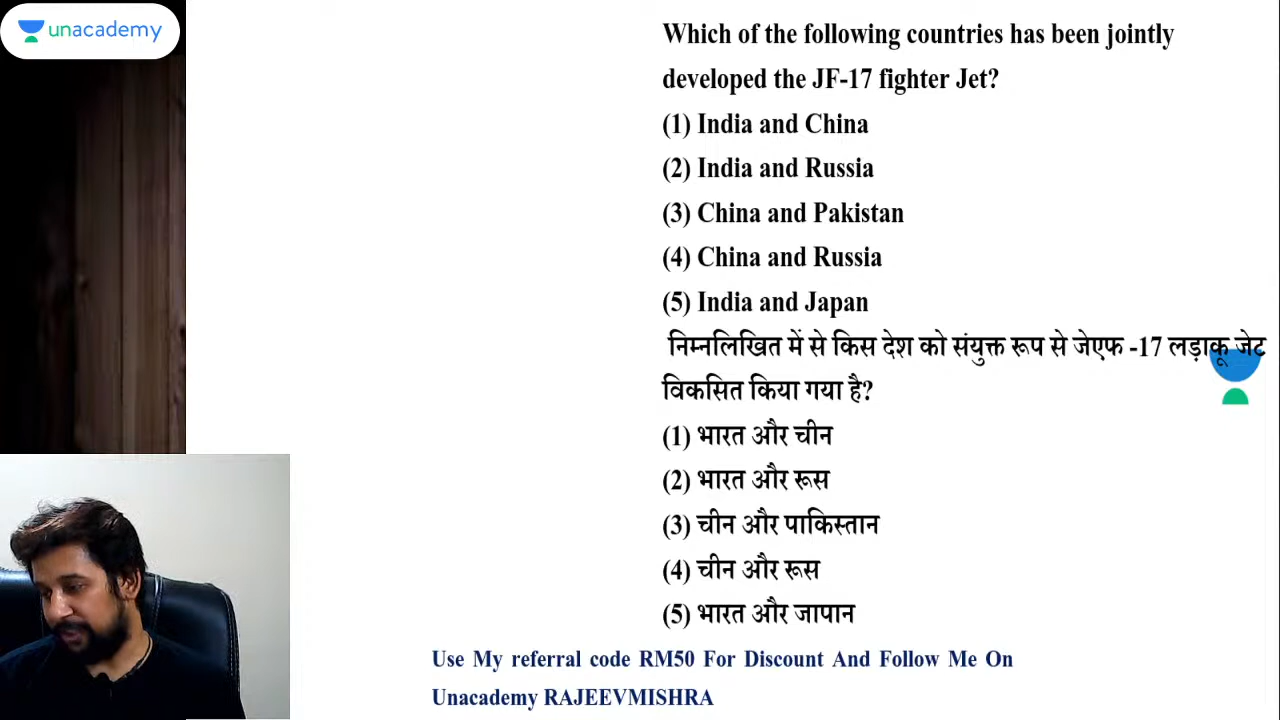 unacademy
Which of the following countries has been jointly
developed the JF-17 fighter Jet?
(1) India and China
(2) India and Russia
(3) China and Pakistan
(4) China and Russia
(5) India and Japan
निम्नलिखित में से किस देश को संयुक्त रूप से जेएफ -17 लड़ाकू जेट
विकसित किया गया है?
(1) भारत और चीन
(2) भारत और रूस
(3) चीन और पाकिस्तान
(4) चीन और रूस
(5) भारत और जापान
Use My referral code RM50 For Discount And Follow Me On
Unacademy RAJEEVMISHRA